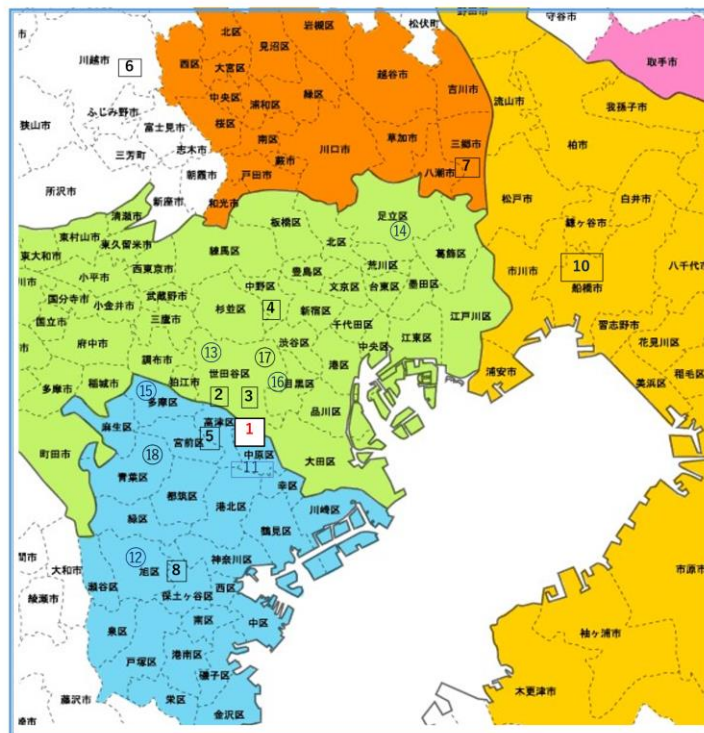 岩槻区
松伏町
野田市
守谷市
北区
見沼区
取手市
川越市
6
西区
大宮区
越谷市
吉川市
流山市
我孫子市
中央区
浦和区
緑区
ふじみ野市
桜区
柏市
狭山市
富士見市
南区
草加市
三郷市
三芳町
志木市
蕨市
川口市
八潮市
7
朝霞市
戸田市
所沢市
新座市
和光市
松戸市
鎌ヶ谷市
白井市
清瀬市
板橋区
足立区
⑭
東村山市
東久留米市
北区
葛飾区
東大和市
練馬区
西東京市
豊島区
荒川区
市川市
10
八千代市
小平市
中野区
文京区
台東区
墨田区
船橋市
国分寺市
小金井市
武蔵野市
杉並区
4
新宿区
江戸川区
国立市
三鷹市
千代田区
習志野市
府中市
⑬
⑰
渋谷区
中央区
江東区
花見川区
調布市
世田谷区
港区
浦安市
稲毛区
多摩市
稲城市
狛江市
⑯
目黒区
美浜区
⑮
多摩区
2
3
品川区
麻生区
高津区
1
町田市
宮前区
5
中原区
大田区
⑱
11
青葉区
幸区
都筑区
港北区
川崎区
緑区
鶴見区
⑫
大和市
旭区
8
神奈川区
市原市
瀬谷区
西区
綾瀬市
保土ヶ谷区
南区
中区
泉区
袖ヶ浦市
戸塚区
港南区
磯子区
木更津市
藤沢市
栄区
金沢区